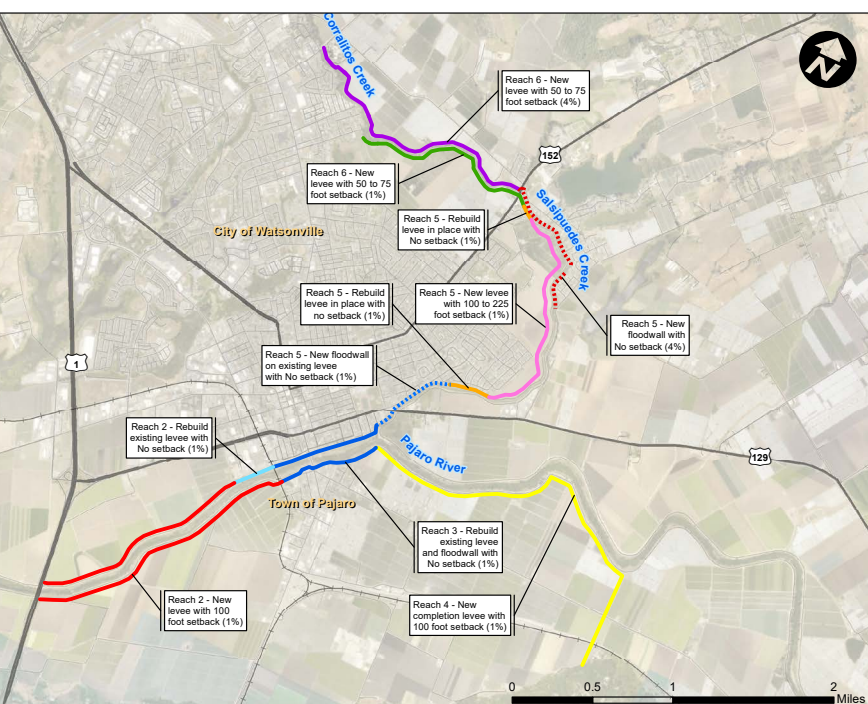 Corralitos Creek
N
Reach 6 - New
levee with 50 to 75
foot setback (4%)
152
Reach 6 - New
levee with 50 to 75
foot setback (1%)
Salsipuedes Creek
Reach 5 - Rebuild
levee in place with
No setback (1%)
City of Watsonville
Reach 5 - Rebuild
levee in place with
no setback (1%)
Reach 5 - New levee
with 100 to 225
foot setback (1%)
Reach 5 - New
floodwall with
No setback (4%)
1
Reach 5 - New floodwall
on existing levee
with No setback (1%)
Reach 2 - Rebuild
existing levee with
No setback (1%)
Pajaro River
129
Town of Pajaro
Reach 3 - Rebuild
existing levee
and floodwall with
No setback (1%)
Reach 2 - New
levee with 100
foot setback (1%)
Reach 4 - New
completion levee with
100 foot setback (1%)
0 0.5 1 2
Miles